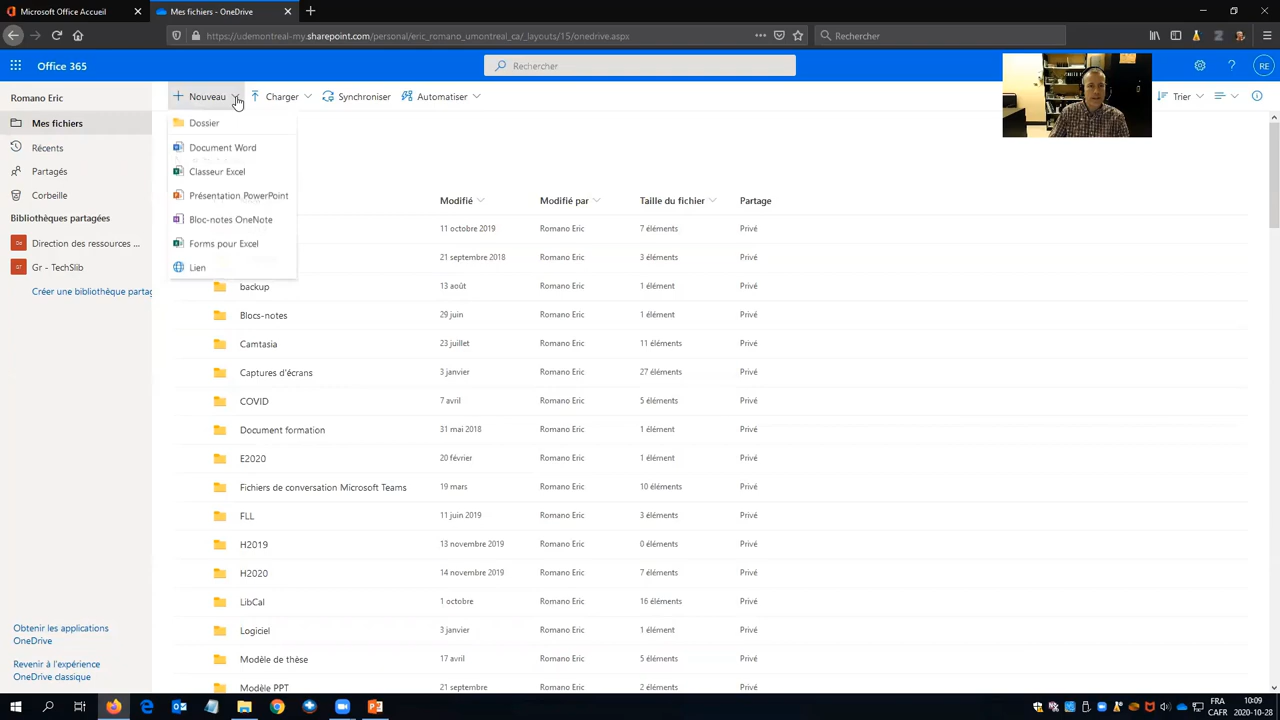 Microsoft Office Accueil
Mes fichiers - OneDrive
https://udemontreal-my.sharepoint.com/personal/eric_romano_umontreal_ca/_layouts/15/onedrive.aspx
Rechercher
Office 365
Rechercher
RE
Romano Eric
Nouveau
Charger
Synchroniser
Automatiser
Trier
Mes fichiers
Récents
Partagés
Corbeille
Bibliothèques partagées
De Direction des ressources ...
Gr - TechSlib
Créer une bibliothèque partag
Dossier
Document Word
Classeur Excel
Présentation PowerPoint
Bloc-notes OneNote
Forms pour Excel
Lien
Modifié Modifié par Taille du fichier Partage
11 octobre 2019 Romano Eric 7 éléments Privé
21 septembre 2018 Romano Eric 3 éléments Privé
backup 13 août Romano Eric 1 élément Privé
Blocs-notes 29 juin Romano Eric 1 élément Privé
Camtasia 23 juillet Romano Eric 11 éléments Privé
Captures d'écrans 3 janvier Romano Eric 27 éléments Privé
COVID 7 avril Romano Eric 5 éléments Privé
Document formation 31 mai 2018 Romano Eric 1 élément Privé
E2020 20 février Romano Eric 1 élément Privé
Fichiers de conversation Microsoft Teams 19 mars Romano Eric 10 éléments Privé
FLL 11 juin 2019 Romano Eric 3 éléments Privé
H2019 13 novembre 2019 Romano Eric 0 éléments Privé
H2020 14 novembre 2019 Romano Eric 7 éléments Privé
LibCal 1 octobre Romano Eric 16 éléments Privé
Logiciel 3 janvier Romano Eric 1 élément Privé
Modèle de thèse 17 avril Romano Eric 5 éléments Privé
Modèle PPT 21 septembre Romano Eric 2 éléments Privé
Obtenir les applications
OneDrive
Revenir à l'expérience
OneDrive classique
FRA
CAFR
10:09
2020-10-28